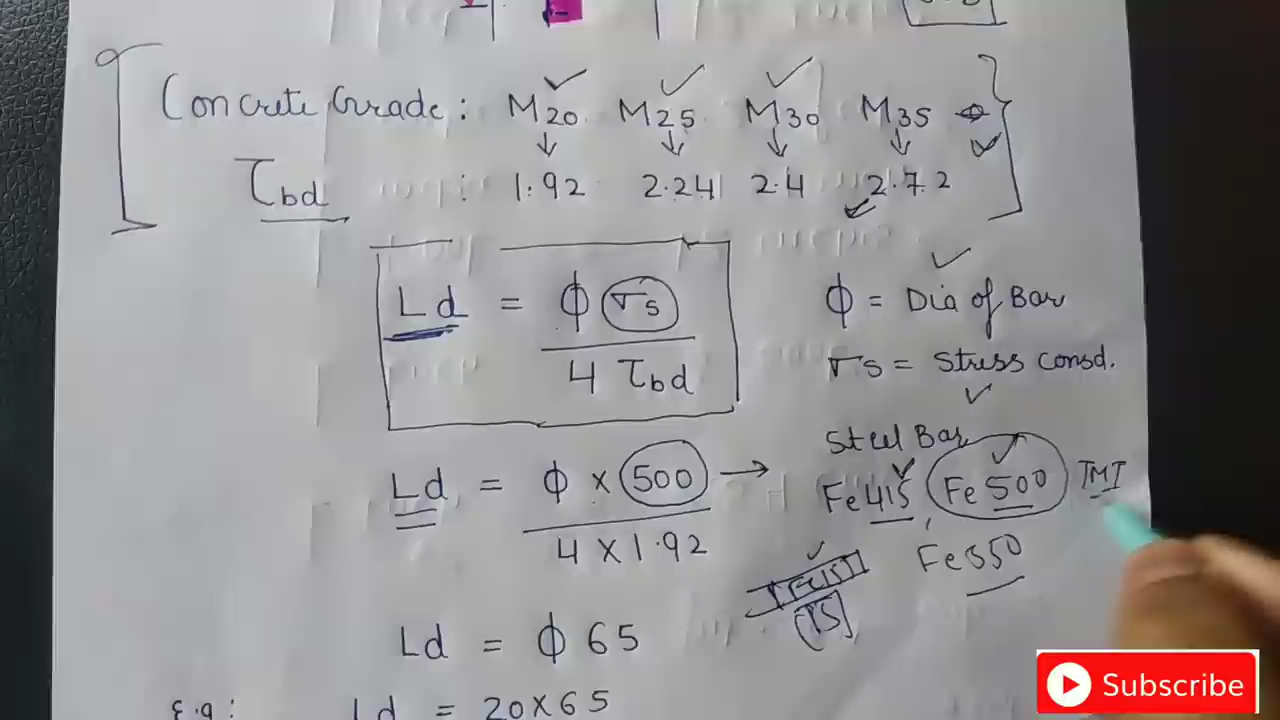 Concrete Grade : M20 M25 M30 M35
τbd : 1.92 2.24 2.4 2.72
Ld = ϕ σs / 4 τbd
ϕ = Dia of Bar
σs = Stress Consd.
Steel Bar
Fe415, Fe500 TMT
Fe550
Ld = ϕ × 500 / 4 × 1.92
Ld = ϕ 65
E.g : Ld = 20×65
Subscribe